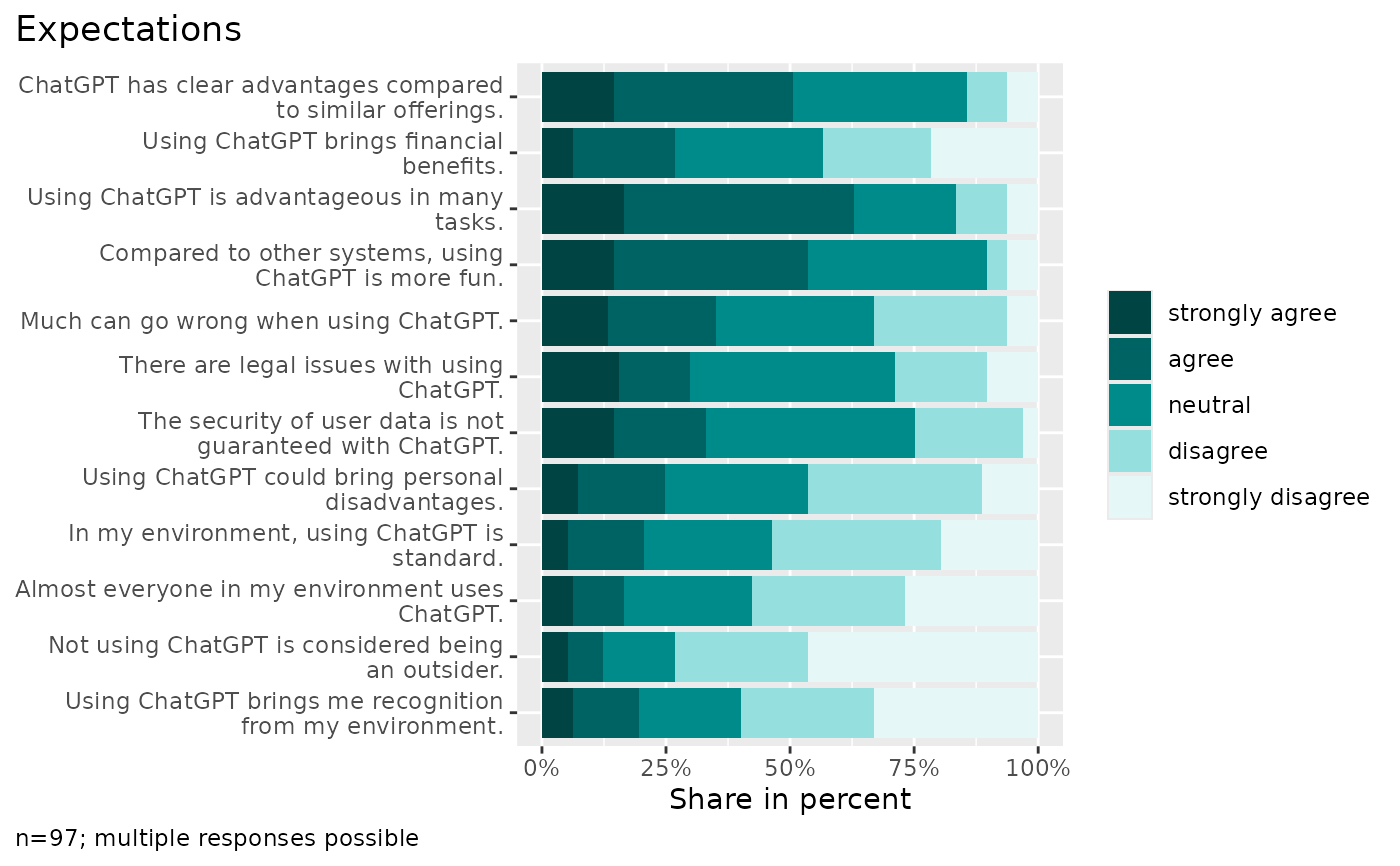 Expectations
ChatGPT has clear advantages compared
to similar offerings.
Using ChatGPT brings financial
benefits.
Using ChatGPT is advantageous in many
tasks.
Compared to other systems, using
ChatGPT is more fun.
Much can go wrong when using ChatGPT.
There are legal issues with using
ChatGPT.
The security of user data is not
guaranteed with ChatGPT.
Using ChatGPT could bring personal
disadvantages.
In my environment, using ChatGPT is
standard.
Almost everyone in my environment uses
ChatGPT.
Not using ChatGPT is considered being
an outsider.
Using ChatGPT brings me recognition
from my environment.
0% 25% 50% 75% 100%
Share in percent
strongly agree
agree
neutral
disagree
strongly disagree
n=97; multiple responses possible